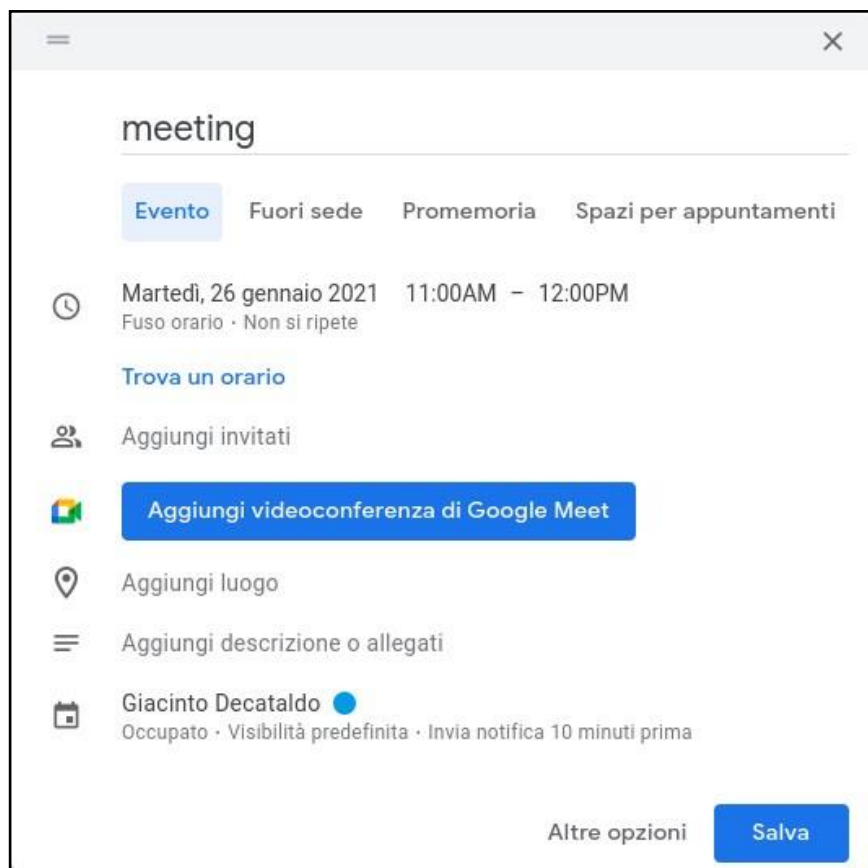 meeting
Evento Fuori sede Promemoria Spazi per appuntamenti
Martedì, 26 gennaio 2021 11:00AM – 12:00PM
Fuso orario · Non si ripete
Trova un orario
Aggiungi invitati
Aggiungi videoconferenza di Google Meet
Aggiungi luogo
Aggiungi descrizione o allegati
Giacinto Decataldo
Occupato · Visibilità predefinita · Invia notifica 10 minuti prima
Altre opzioni Salva